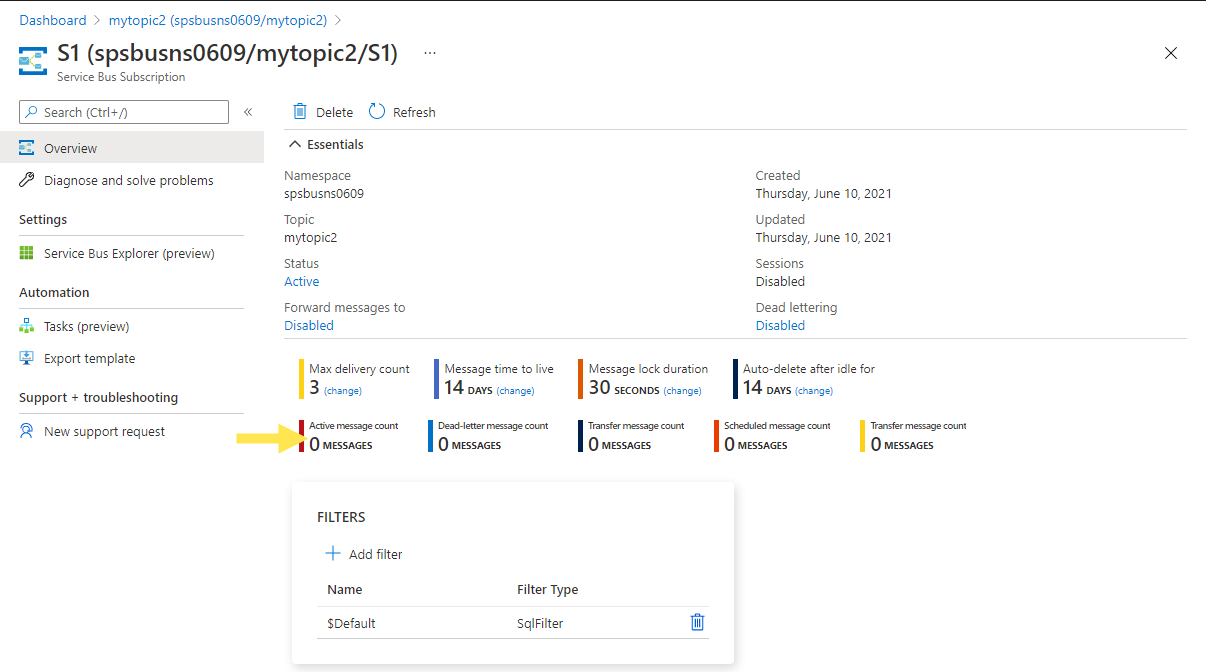 Dashboard > mytopic2 (spsbusns0609/mytopic2) >
S1 (spsbusns0609/mytopic2/S1) ...
Service Bus Subscription
Search (Ctrl+/) «
Overview
Diagnose and solve problems
Settings
Service Bus Explorer (preview)
Automation
Tasks (preview)
Export template
Support + troubleshooting
New support request
Delete Refresh
Essentials
Namespace
spsbusns0609
Topic
mytopic2
Status
Active
Forward messages to
Disabled
Created
Thursday, June 10, 2021
Updated
Thursday, June 10, 2021
Sessions
Disabled
Dead lettering
Disabled
Max delivery count
3 (change)
Message time to live
14 DAYS (change)
Message lock duration
30 SECONDS (change)
Auto-delete after idle for
14 DAYS (change)
Active message count
0 MESSAGES
Dead-letter message count
0 MESSAGES
Transfer message count
0 MESSAGES
Scheduled message count
0 MESSAGES
Transfer message count
0 MESSAGES
FILTERS
Add filter
Name Filter Type
$Default SqlFilter